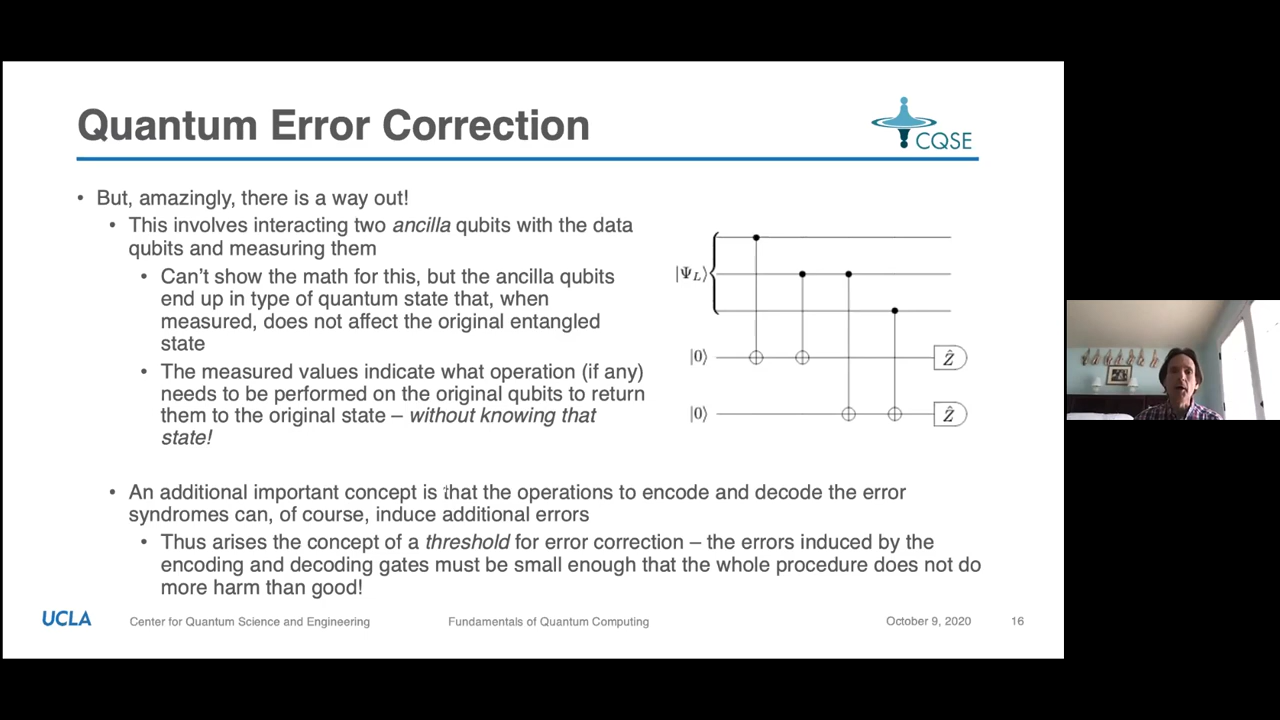 Quantum Error Correction
CQSE
• But, amazingly, there is a way out!
• This involves interacting two ancilla qubits with the data
qubits and measuring them
• Can't show the math for this, but the ancilla qubits
end up in type of quantum state that, when
measured, does not affect the original entangled
state
• The measured values indicate what operation (if any)
needs to be performed on the original qubits to return
them to the original state – without knowing that
state!
|Ψ_L⟩
|0⟩
Ẑ
|0⟩
Ẑ
• An additional important concept is that the operations to encode and decode the error
syndromes can, of course, induce additional errors
• Thus arises the concept of a threshold for error correction – the errors induced by the
encoding and decoding gates must be small enough that the whole procedure does not do
more harm than good!
UCLA Center for Quantum Science and Engineering Fundamentals of Quantum Computing October 9, 2020 16